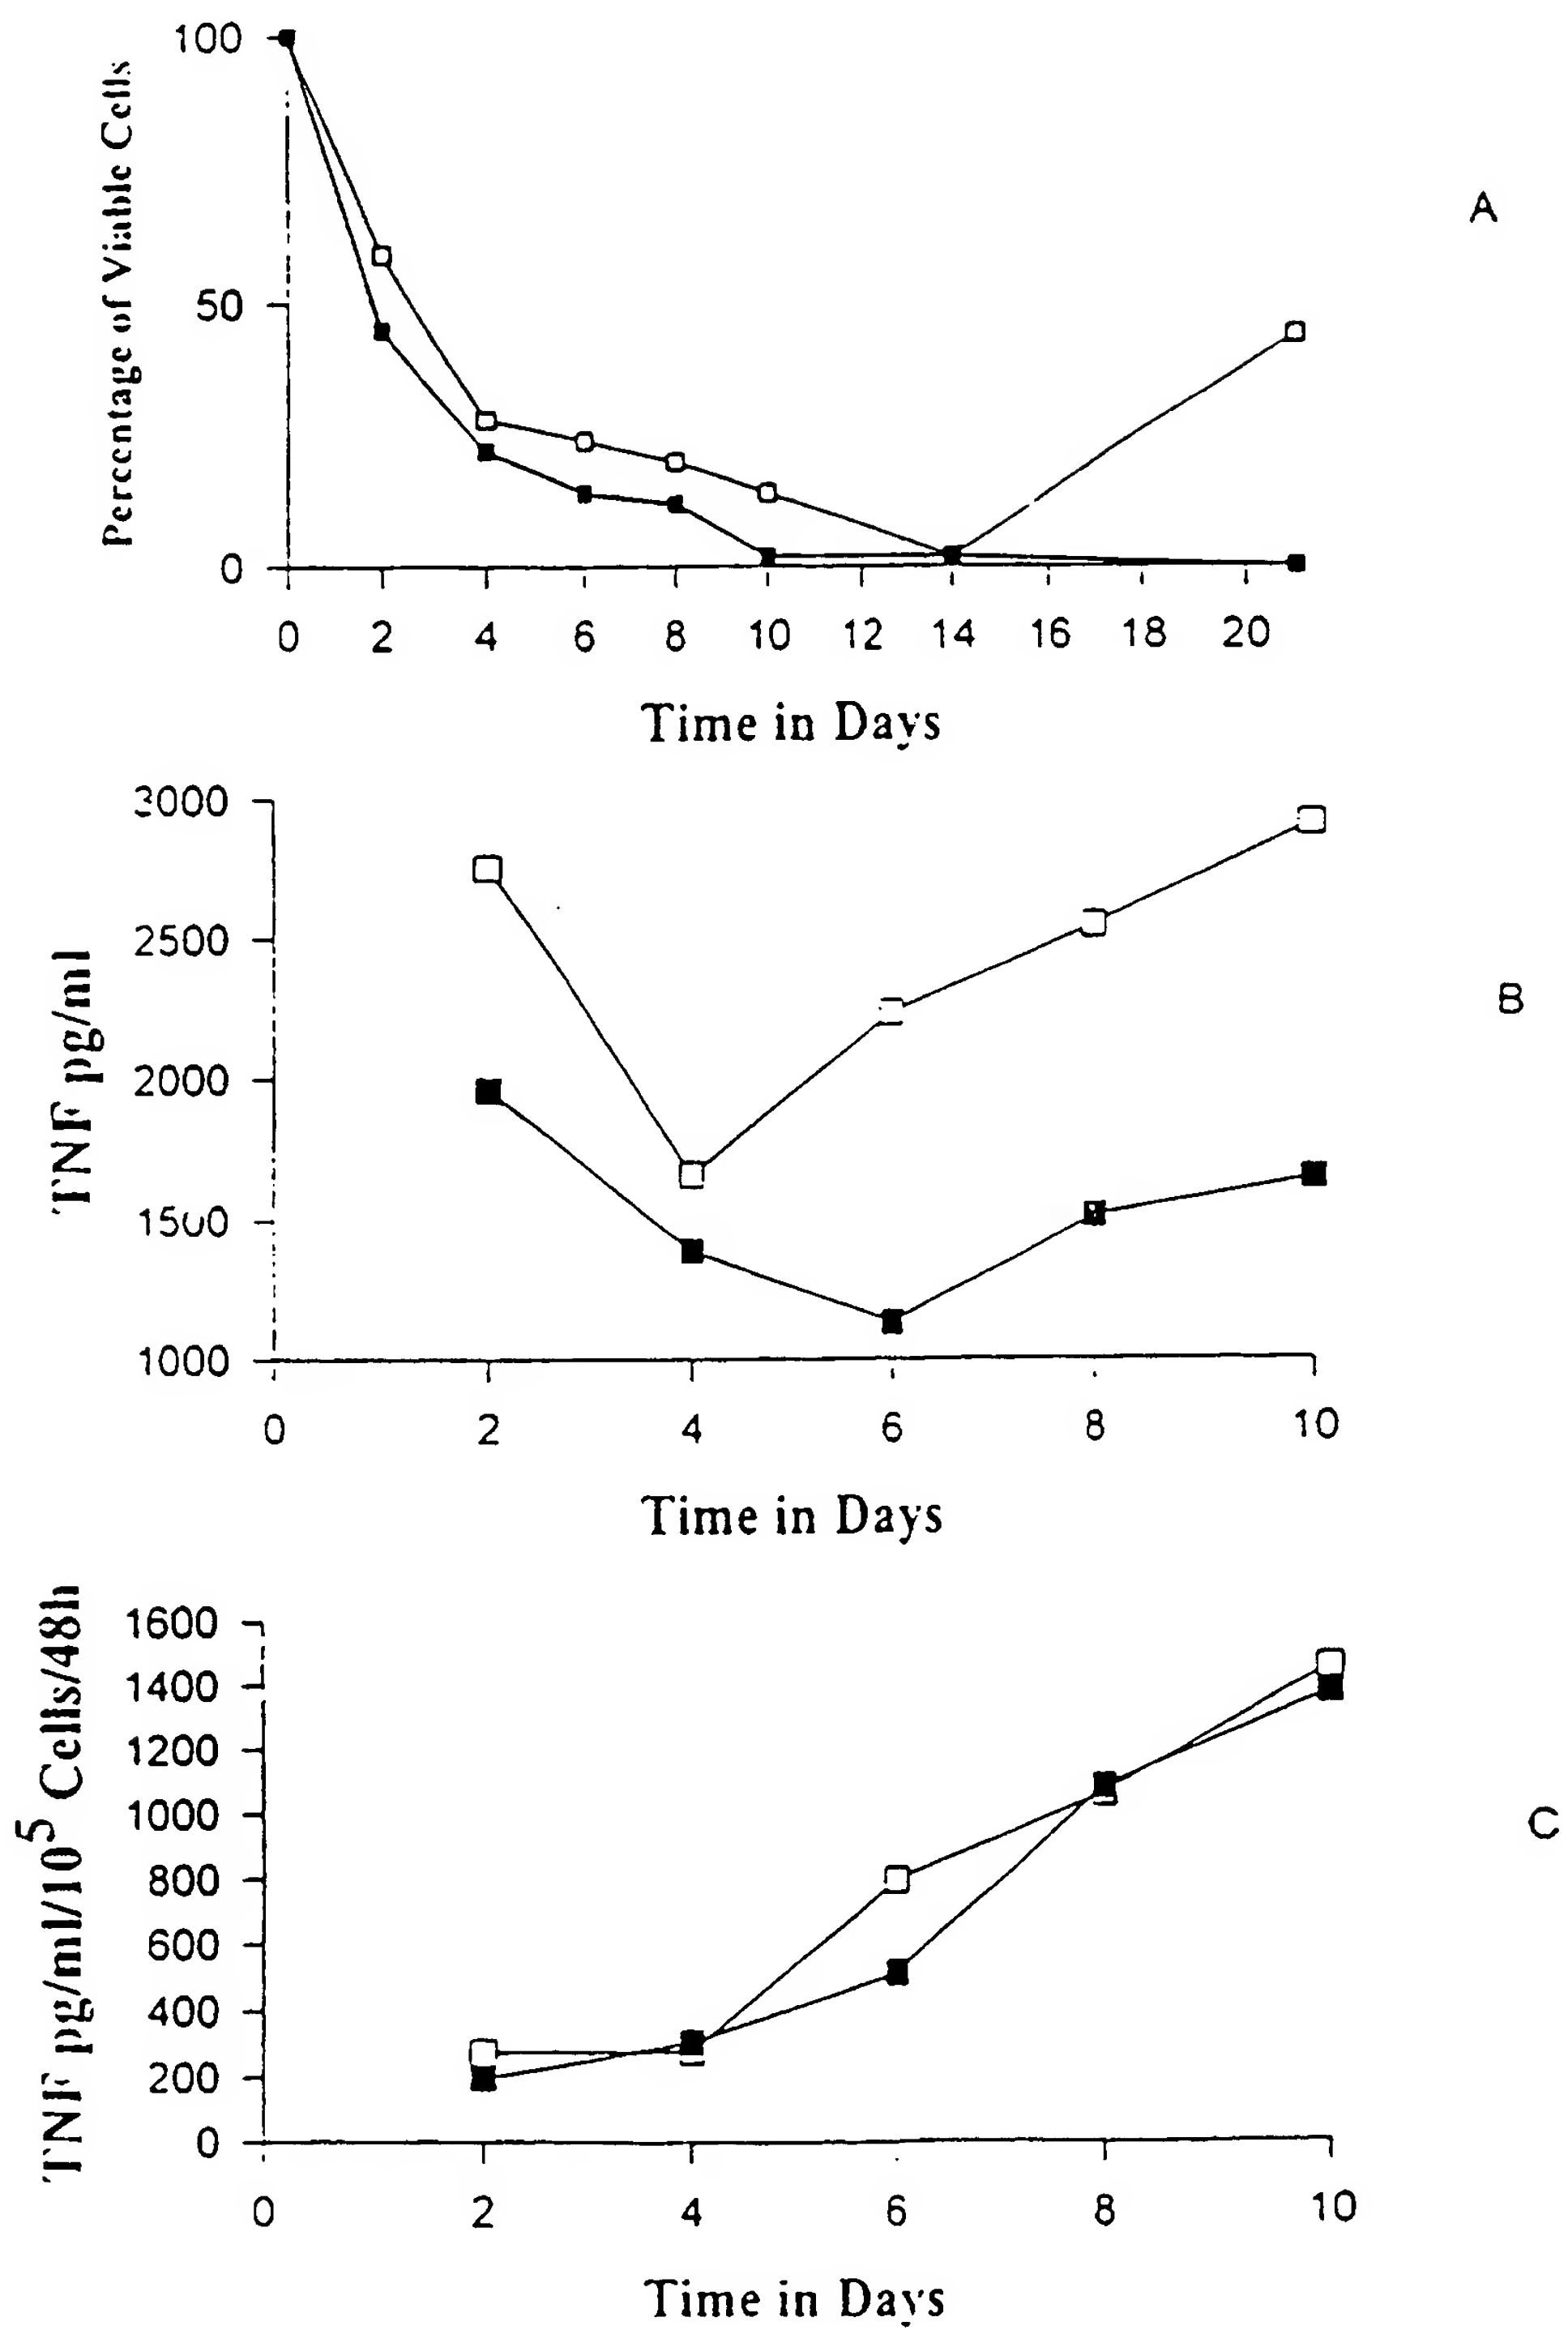 100
50
0
Percentage of Viable Cells
A
0 2 4 6 8 10 12 14 16 18 20
Time in Days
3000
2500
2000
1500
1000
TNF pg/ml
B
0 2 4 6 8 10
Time in Days
1600
1400
1200
1000
800
600
400
200
0
TNF pg/ml/10⁵ Cells/48h
C
0 2 4 6 8 10
Time in Days